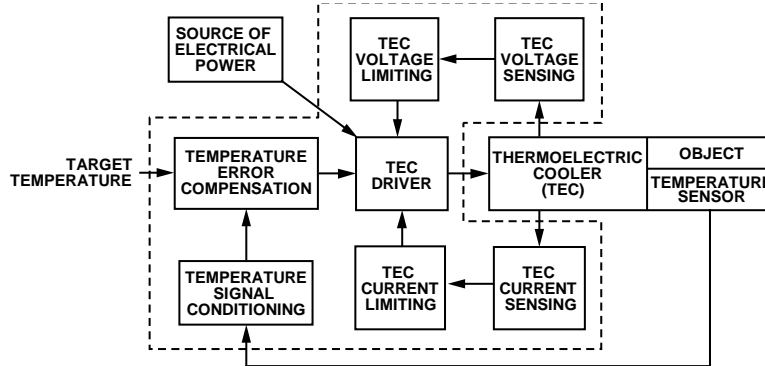 SOURCE OF
ELECTRICAL
POWER
TEC
VOLTAGE
LIMITING
TEC
VOLTAGE
SENSING
TARGET
TEMPERATURE
TEMPERATURE
ERROR
COMPENSATION
TEC
DRIVER
THERMOELECTRIC
COOLER
(TEC)
OBJECT
TEMPERATURE
SENSOR
TEMPERATURE
SIGNAL
CONDITIONING
TEC
CURRENT
LIMITING
TEC
CURRENT
SENSING